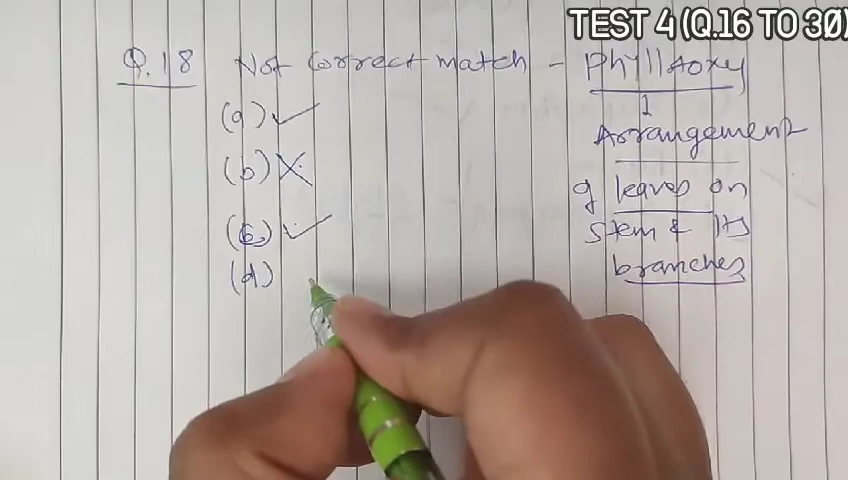 TEST 4 (Q.16 TO 30)
Q.18 Not Correct match - Phyllotaxy
(a) ✓
Arrangement
(b) X
of leaves on
(c) ✓
stem & Its
(d)
branches